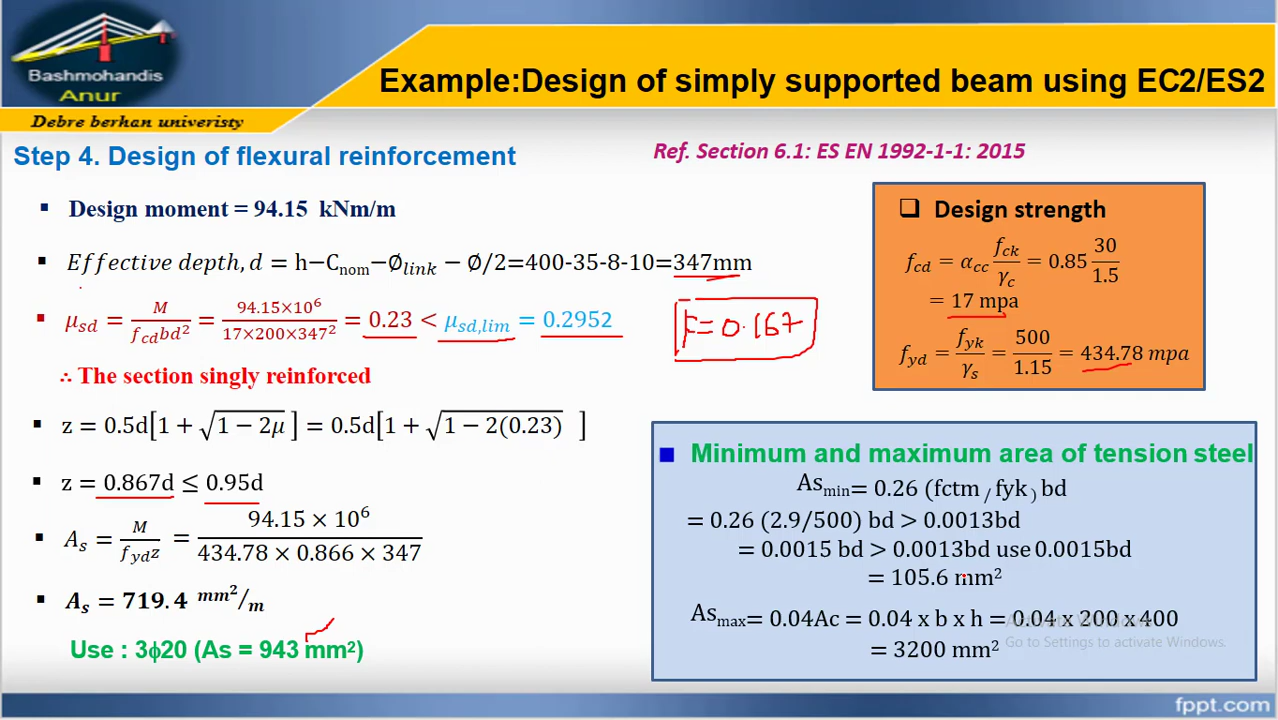 Bashmohandis
Anur
Debre berhan univeristy
Example:Design of simply supported beam using EC2/ES2
Step 4. Design of flexural reinforcement
Ref. Section 6.1: ES EN 1992-1-1: 2015
▪ Design moment = 94.15 kNm/m
▪ Effective depth, d = h−C_nom−Ø_link − Ø/2=400-35-8-10=347mm
▪ μ_sd = M/(f_cd bd²) = 94.15×10⁶/(17×200×347²) = 0.23 < μ_sd,lim = 0.2952
∴ The section singly reinforced
▪ z = 0.5d[1 + √(1 − 2μ) ] = 0.5d[1 + √(1 − 2(0.23)) ]
▪ z = 0.867d ≤ 0.95d
▪ A_s = M/(f_yd z) = (94.15 × 10⁶)/(434.78 × 0.866 × 347)
▪ A_s = 719.4 mm²/m
Use : 3ϕ20 (As = 943 mm²)
=0.167
❑ Design strength
f_cd = α_cc f_ck/γ_c = 0.85 30/1.5
= 17 mpa
f_yd = f_yk/γ_s = 500/1.15 = 434.78 mpa
■ Minimum and maximum area of tension steel
As_min = 0.26 (fctm / fyk ) bd
= 0.26 (2.9/500) bd > 0.0013bd
= 0.0015 bd > 0.0013bd use 0.0015bd
= 105.6 mm²
As_max = 0.04Ac = 0.04 x b x h = 0.04 x 200 x 400
= 3200 mm²
Activate Windows
Go to Settings to activate Windows.
fppt.com